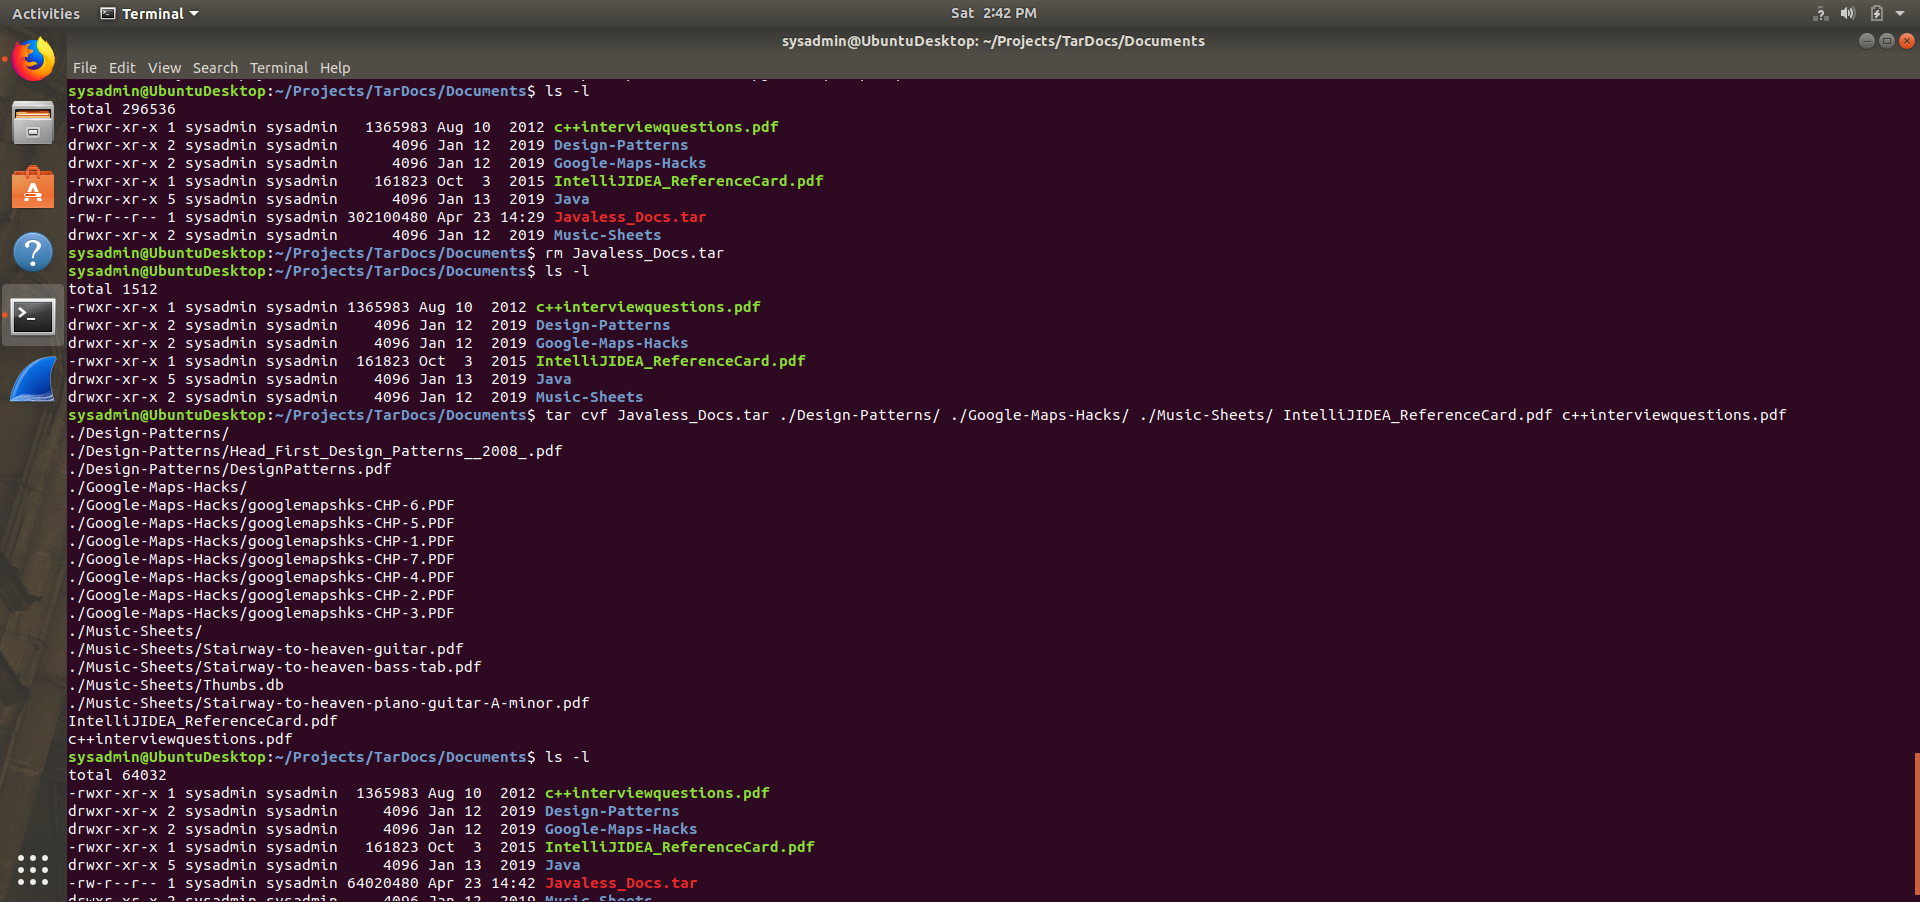 Activities Terminal Sat 2:42 PM
sysadmin@UbuntuDesktop: ~/Projects/TarDocs/Documents
File Edit View Search Terminal Help
sysadmin@UbuntuDesktop:~/Projects/TarDocs/Documents$ ls -l
total 296536
-rwxr-xr-x 1 sysadmin sysadmin   1365983 Aug 10  2012 c++interviewquestions.pdf
drwxr-xr-x 2 sysadmin sysadmin      4096 Jan 12  2019 Design-Patterns
drwxr-xr-x 2 sysadmin sysadmin      4096 Jan 12  2019 Google-Maps-Hacks
-rwxr-xr-x 1 sysadmin sysadmin    161823 Oct  3  2015 IntelliJIDEA_ReferenceCard.pdf
drwxr-xr-x 5 sysadmin sysadmin      4096 Jan 13  2019 Java
-rw-r--r-- 1 sysadmin sysadmin 302100480 Apr 23 14:29 Javaless_Docs.tar
drwxr-xr-x 2 sysadmin sysadmin      4096 Jan 12  2019 Music-Sheets
sysadmin@UbuntuDesktop:~/Projects/TarDocs/Documents$ rm Javaless_Docs.tar
sysadmin@UbuntuDesktop:~/Projects/TarDocs/Documents$ ls -l
total 1512
-rwxr-xr-x 1 sysadmin sysadmin 1365983 Aug 10  2012 c++interviewquestions.pdf
drwxr-xr-x 2 sysadmin sysadmin    4096 Jan 12  2019 Design-Patterns
drwxr-xr-x 2 sysadmin sysadmin    4096 Jan 12  2019 Google-Maps-Hacks
-rwxr-xr-x 1 sysadmin sysadmin  161823 Oct  3  2015 IntelliJIDEA_ReferenceCard.pdf
drwxr-xr-x 5 sysadmin sysadmin    4096 Jan 13  2019 Java
drwxr-xr-x 2 sysadmin sysadmin    4096 Jan 12  2019 Music-Sheets
sysadmin@UbuntuDesktop:~/Projects/TarDocs/Documents$ tar cvf Javaless_Docs.tar ./Design-Patterns/ ./Google-Maps-Hacks/ ./Music-Sheets/ IntelliJIDEA_ReferenceCard.pdf c++interviewquestions.pdf
./Design-Patterns/
./Design-Patterns/Head_First_Design_Patterns__2008_.pdf
./Design-Patterns/DesignPatterns.pdf
./Google-Maps-Hacks/
./Google-Maps-Hacks/googlemapshks-CHP-6.PDF
./Google-Maps-Hacks/googlemapshks-CHP-5.PDF
./Google-Maps-Hacks/googlemapshks-CHP-1.PDF
./Google-Maps-Hacks/googlemapshks-CHP-7.PDF
./Google-Maps-Hacks/googlemapshks-CHP-4.PDF
./Google-Maps-Hacks/googlemapshks-CHP-2.PDF
./Google-Maps-Hacks/googlemapshks-CHP-3.PDF
./Music-Sheets/
./Music-Sheets/Stairway-to-heaven-guitar.pdf
./Music-Sheets/Stairway-to-heaven-bass-tab.pdf
./Music-Sheets/Thumbs.db
./Music-Sheets/Stairway-to-heaven-piano-guitar-A-minor.pdf
IntelliJIDEA_ReferenceCard.pdf
c++interviewquestions.pdf
sysadmin@UbuntuDesktop:~/Projects/TarDocs/Documents$ ls -l
total 64032
-rwxr-xr-x 1 sysadmin sysadmin  1365983 Aug 10  2012 c++interviewquestions.pdf
drwxr-xr-x 2 sysadmin sysadmin     4096 Jan 12  2019 Design-Patterns
drwxr-xr-x 2 sysadmin sysadmin     4096 Jan 12  2019 Google-Maps-Hacks
-rwxr-xr-x 1 sysadmin sysadmin   161823 Oct  3  2015 IntelliJIDEA_ReferenceCard.pdf
drwxr-xr-x 5 sysadmin sysadmin     4096 Jan 13  2019 Java
-rw-r--r-- 1 sysadmin sysadmin 64020480 Apr 23 14:42 Javaless_Docs.tar
drwxr-xr-x 2 sysadmin sysadmin     4096 Jan 12  2019 Music-Sheets